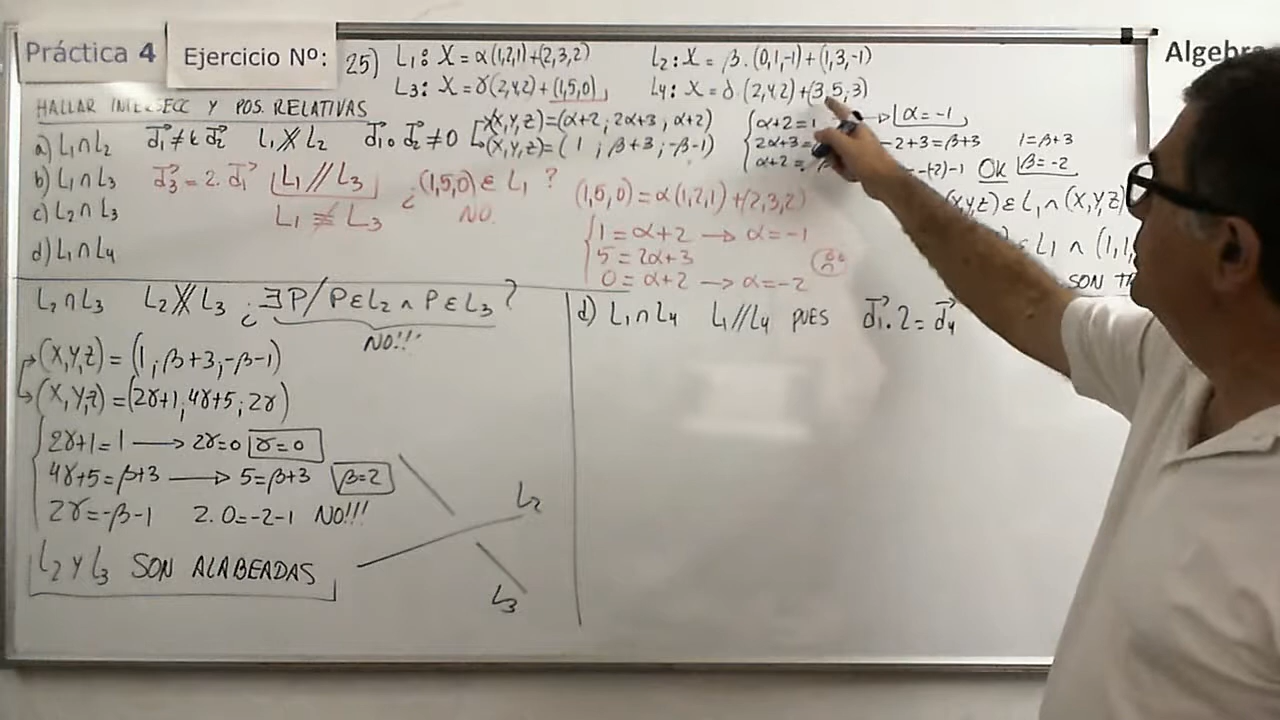 Práctica 4 Ejercicio Nº: 25) L1: X = α(1,2,1)+(2,3,2) L2: X = β.(0,1,-1)+(1,3,-1)
L3: X = γ(2,4,2)+(1,5,0) L4: X = δ.(2,4,2)+(3,5,3)
Algebra
HALLAR INTERSECC Y POS. RELATIVAS
a) L1∩L2 d1≠k d2 L1 ∦ L2 d1∘d2≠0
(X,Y,Z)=(α+2; 2α+3; α+2)
(X,Y,Z)=(1; β+3; -β-1)
α+2=1 → α=-1
2α+3= -2+3=β+3 1=β+3
α+2= =-(-2)-1 OK β=-2
b) L1∩L3 d3=2.d1 L1//L3 ¿(1,5,0) ∈ L1?
L1≢L3 NO.
(1,5,0)=α(1,2,1)+(2,3,2)
1=α+2 → α=-1
5=2α+3
0=α+2 → α=-2
c) L2∩L3
d) L1∩L4
(X,Y,Z) ∈ L1 ∩ (X,Y,Z)
∈ L1 ∧ (1,1,
SON
L2∩L3 L2 ∦ L3 ¿∃P/P∈L2 ∧ P∈L3?
NO!!!
(X,Y,Z)=(1; β+3; -β-1)
(X,Y,Z)=(2γ+1; 4γ+5; 2γ)
2γ+1=1 → 2γ=0 γ=0
4γ+5=β+3 → 5=β+3 β=2
2γ=-β-1 2.0=-2-1 NO!!!
L2 Y L3 SON ALABEADAS
L2
L3
d) L1∩L4 L1//L4 PUES d1.2=d4